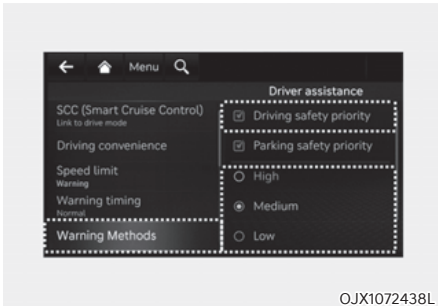 Menu
Driver assistance
SCC (Smart Cruise Control)
Link to drive mode
Driving convenience
Speed limit
Warning
Warning timing
Normal
Warning Methods
Driving safety priority
Parking safety priority
High
Medium
Low
OJX1072438L